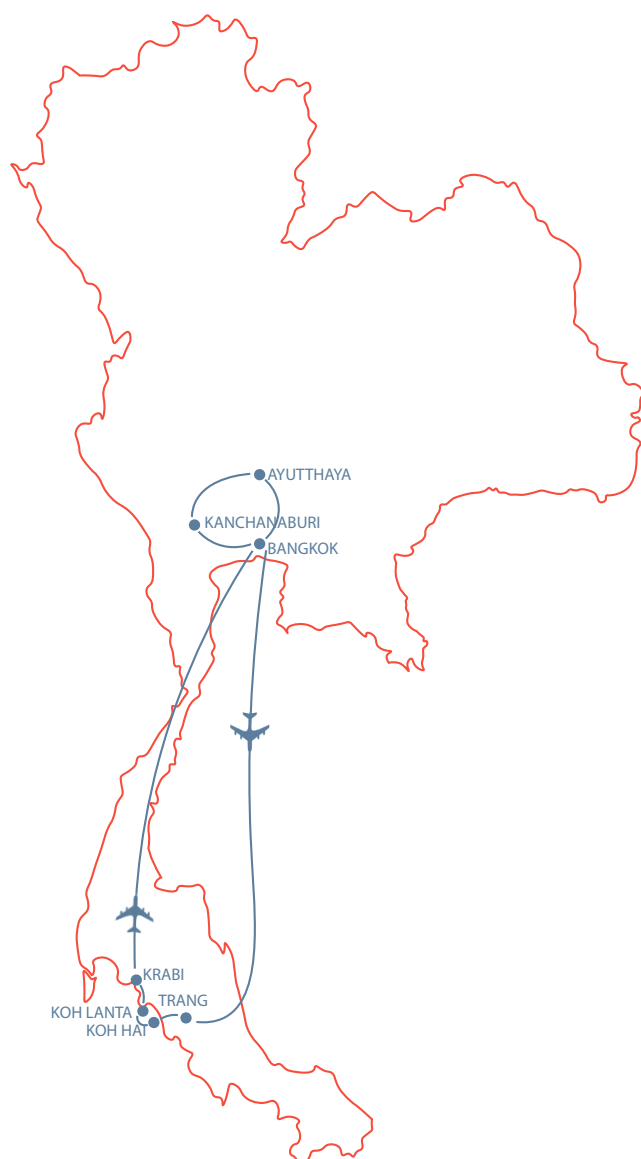 AYUTTHAYA
KANCHANABURI
BANGKOK
KRABI
TRANG
KOH LANTA
KOH HAI